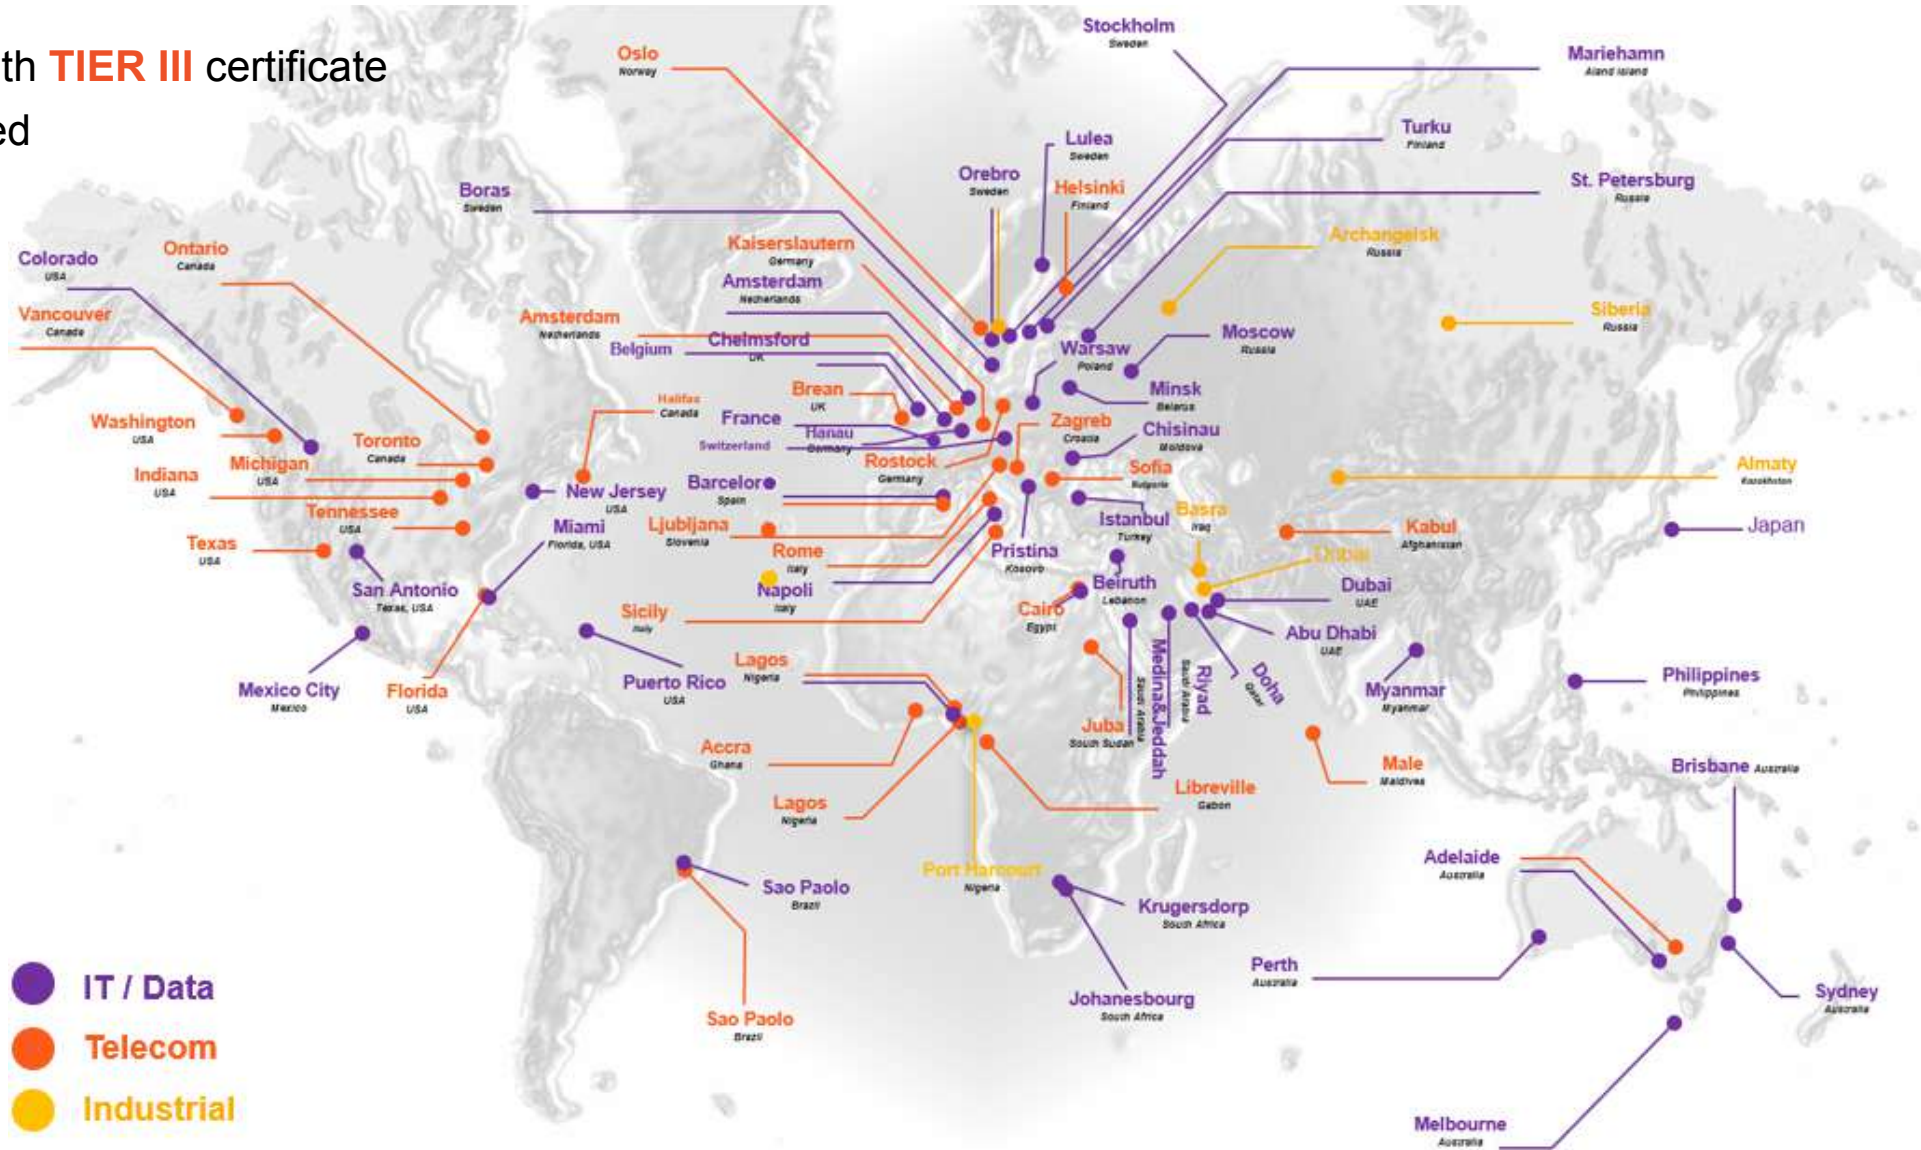 th TIER III certificate
ed
Stockholm
Sweden
Oslo
Norway
Mariehamn
Aland Island
Turku
Finland
Lulea
Sweden
Orebro
Sweden
Helsinki
Finland
St. Petersburg
Russia
Boras
Sweden
Archangelsk
Russia
Kaiserslautern
Germany
Ontario
Canada
Colorado
USA
Amsterdam
Netherlands
Vancouver
Canada
Amsterdam
Netherlands
Siberia
Russia
Chelmsford
UK
Belgium
Moscow
Russia
Warsaw
Poland
Brean
UK
Minsk
Belarus
Halifax
Canada
Washington
USA
France
Hanau
Germany
Switzerland
Zagreb
Croatia
Chisinau
Moldova
Toronto
Canada
Michigan
USA
Indiana
USA
Rostock
Germany
Sofia
Bulgaria
Almaty
Kazakhstan
New Jersey
USA
Barcelor
Spain
Tennessee
USA
Miami
Florida, USA
Ljubljana
Slovenia
Istanbul
Turkey
Basra
Iraq
Kabul
Afghanistan
Japan
Texas
USA
Rome
Italy
Pristina
Kosovo
Dubai
San Antonio
Texas, USA
Napoli
Italy
Beiruth
Lebanon
Dubai
UAE
Sicily
Italy
Cairo
Egypt
Abu Dhabi
UAE
Mexico City
Mexico
Florida
USA
Puerto Rico
USA
Lagos
Nigeria
Juba
South Sudan
Saudi Arabia
Medina&Jeddah
Saudi Arabia
Riyad
Doha
Qatar
Myanmar
Myanmar
Philippines
Philippines
Accra
Ghana
Male
Maldives
Brisbane Australia
Lagos
Nigeria
Libreville
Gabon
Port Harcourt
Nigeria
Adelaide
Australia
Sao Paolo
Brazil
Krugersdorp
South Africa
Perth
Australia
IT / Data
Johanesbourg
South Africa
Sydney
Australia
Sao Paolo
Brazil
Telecom
Industrial
Melbourne
Australia